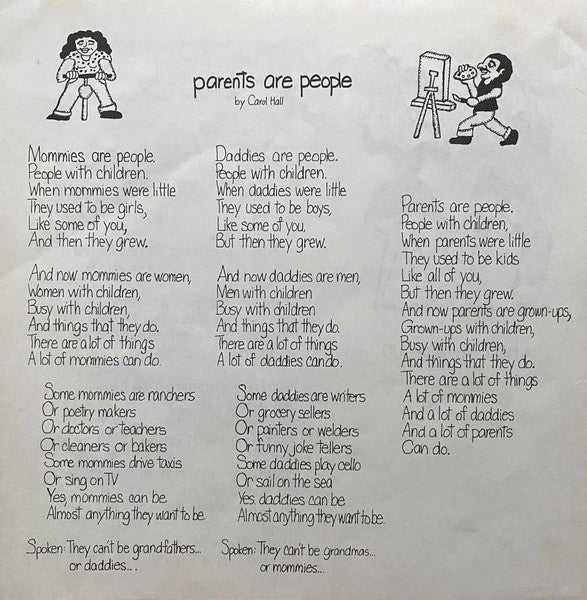 parents are people
by Carol Hall
Mommies are people.
People with children.
When mommies were little
They used to be girls,
Like some of you,
And then they grew.
And now mommies are women,
Women with children,
Busy with children,
And things that they do.
There are a lot of things
A lot of mommies can do.
Some mommies are ranchers
Or poetry makers
Or doctors or teachers
Or cleaners or bakers
Some mommies drive taxis
Or sing on TV
Yes, mommies can be
Almost anything they want to be.
Spoken: They can't be grandfathers...
or daddies...
Daddies are people.
People with children.
When daddies were little
They used to be boys,
Like some of you,
But then they grew.
And now daddies are men,
Men with children
Busy with children
And things that they do.
There are a lot of things
A lot of daddies can do.
Some daddies are writers
Or grocery sellers
Or painters or welders
Or funny joke tellers
Some daddies play cello
Or sail on the sea
Yes daddies can be
Almost anything they want to be.
Spoken: They can't be grandmas...
or mommies...
Parents are people.
People with children,
When parents were little
They used to be kids
Like all of you,
But then they grew.
And now parents are grown-ups,
Grown-ups with children,
Busy with children,
And things that they do.
There are a lot of things
A lot of mommies
And a lot of daddies
And a lot of parents
Can do.